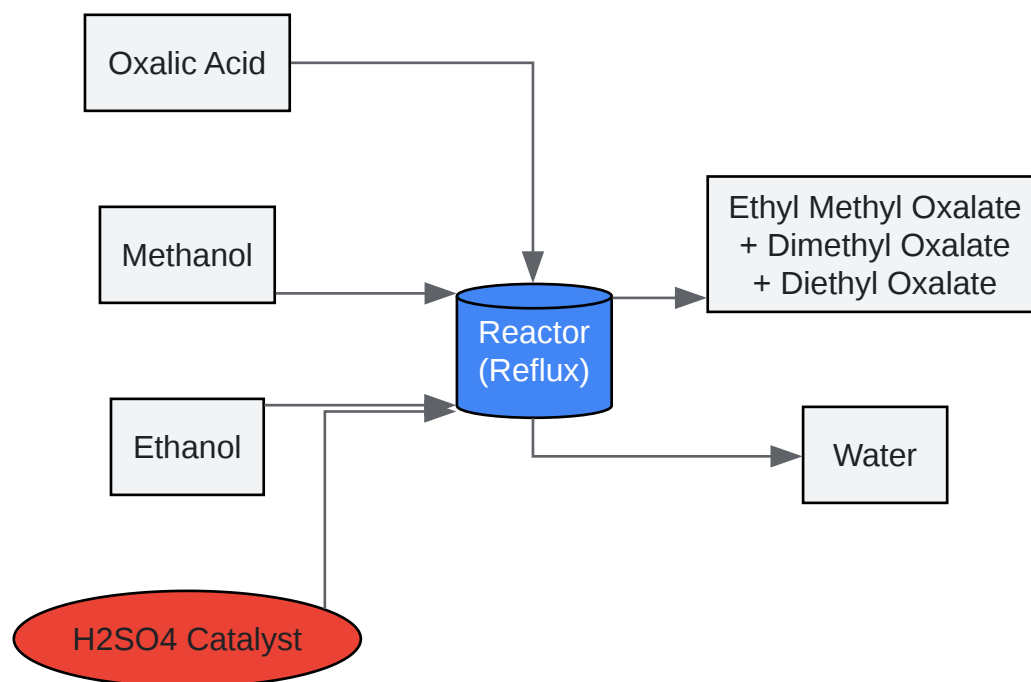 Oxalic Acid
Methanol
Ethanol
H2SO4 Catalyst
Reactor
(Reflux)
Ethyl Methyl Oxalate
+ Dimethyl Oxalate
+ Diethyl Oxalate
Water